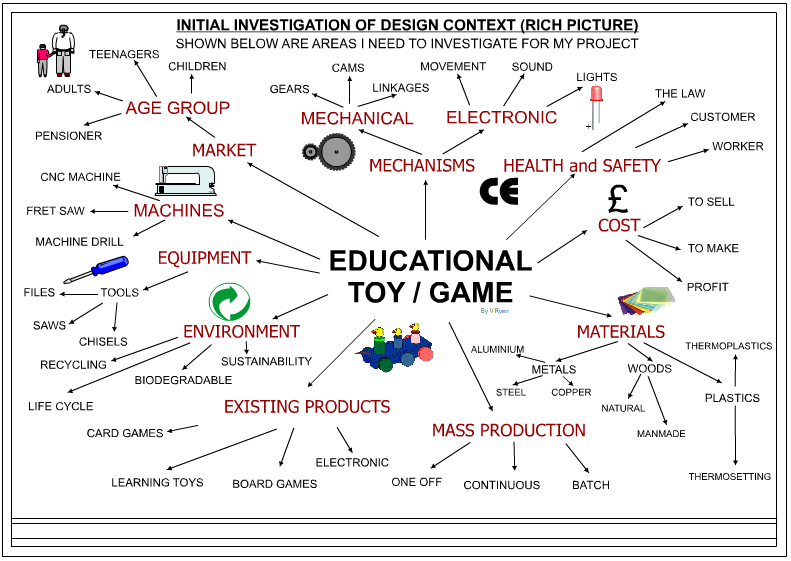 INITIAL INVESTIGATION OF DESIGN CONTEXT (RICH PICTURE)
SHOWN BELOW ARE AREAS I NEED TO INVESTIGATE FOR MY PROJECT
TEENAGERS
CHILDREN
ADULTS
AGE GROUP
PENSIONER
MARKET
CAMS
GEARS
LINKAGES
MECHANICAL
MOVEMENT
SOUND
LIGHTS
ELECTRONIC
+
MECHANISMS
THE LAW
CUSTOMER
WORKER
HEALTH and SAFETY
CE
CNC MACHINE
FRET SAW
MACHINES
MACHINE DRILL
£
COST
TO SELL
TO MAKE
PROFIT
EQUIPMENT
FILES
TOOLS
SAWS
CHISELS
EDUCATIONAL
TOY / GAME
By V Ryan
ENVIRONMENT
RECYCLING
SUSTAINABILITY
BIODEGRADABLE
LIFE CYCLE
MATERIALS
ALUMINIUM
METALS
STEEL
COPPER
WOODS
NATURAL
MANMADE
THERMOPLASTICS
PLASTICS
THERMOSETTING
EXISTING PRODUCTS
CARD GAMES
LEARNING TOYS
BOARD GAMES
ELECTRONIC
MASS PRODUCTION
ONE OFF
CONTINUOUS
BATCH